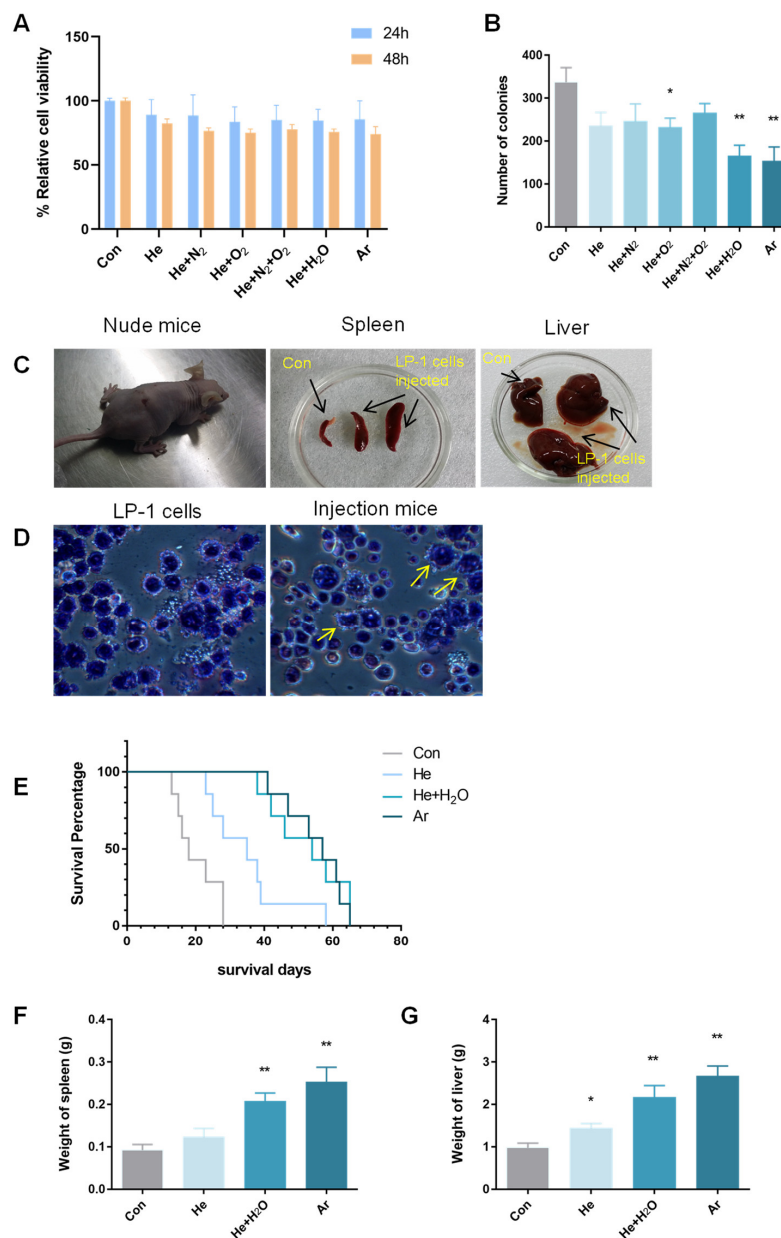 A
24h
48h
% Relative cell viability
150
100
50
0
Con
He
He+N₂
He+O₂
He+N₂+O₂
He+H₂O
Ar
B
Number of colonies
400
300
200
100
0
*
**
**
Con
He
He+N₂
He+O₂
He+N₂+O₂
He+H₂O
Ar
C
Nude mice
Spleen
Liver
Con
LP-1 cells
injected
Con
LP-1 cells
injected
D
LP-1 cells
Injection mice
E
Survival Percentage
100
50
0
0
20
40
60
80
survival days
Con
He
He+H₂O
Ar
F
Weight of spleen (g)
0.4
0.3
0.2
0.1
0.0
**
**
Con
He
He+H₂O
Ar
G
Weight of liver (g)
4
3
2
1
0
*
**
**
Con
He
He+H₂O
Ar